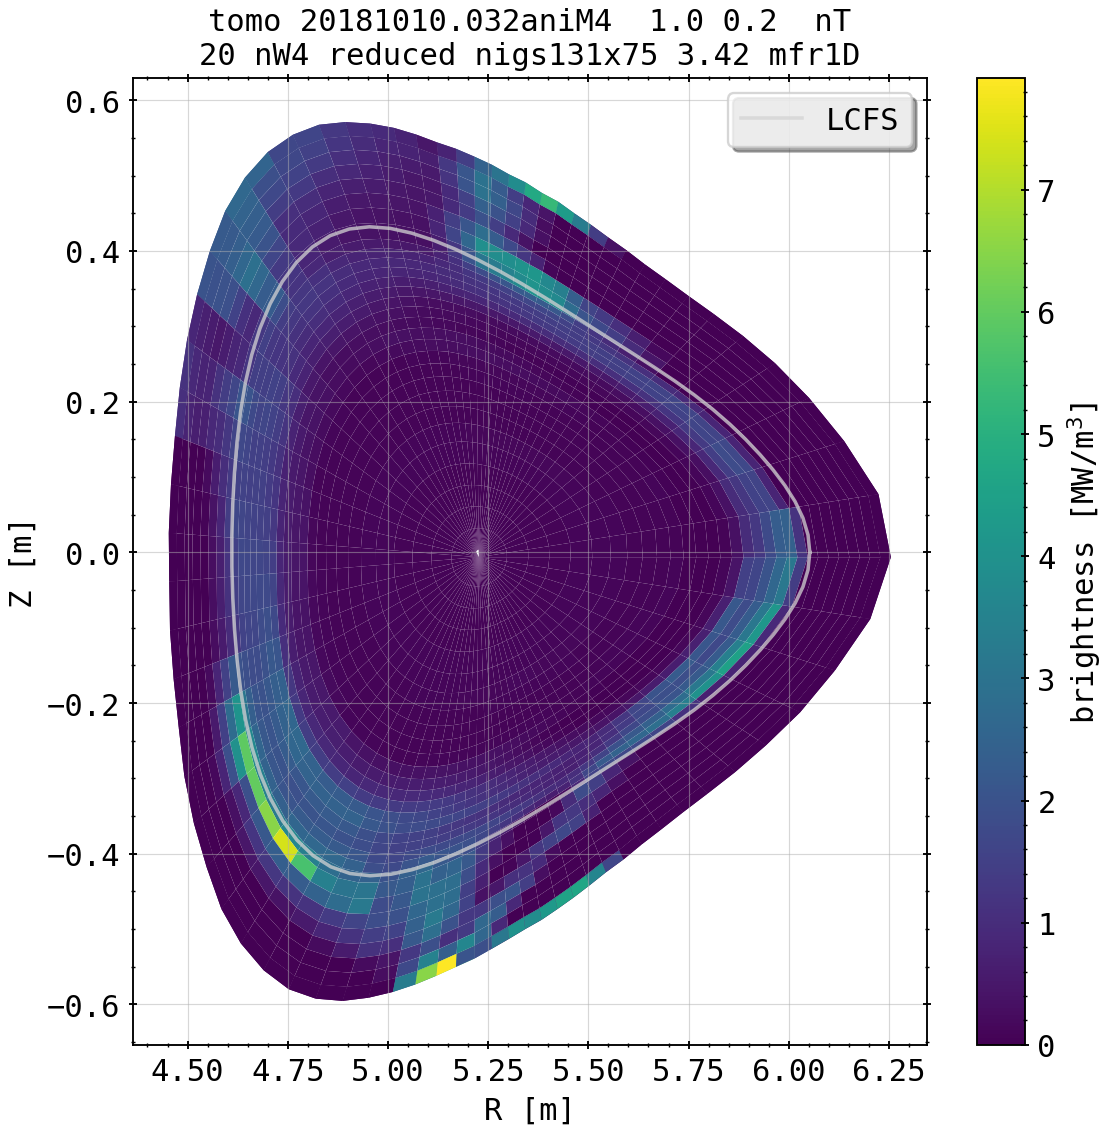 tomo 20181010.032aniM4  1.0 0.2  nT
20 nW4 reduced nigs131x75 3.42 mfr1D
LCFS
0.6
0.4
0.2
0.0
−0.2
−0.4
−0.6
Z [m]
4.50 4.75 5.00 5.25 5.50 5.75 6.00 6.25
R [m]
7
6
5
4
3
2
1
0
brightness [MW/m³]